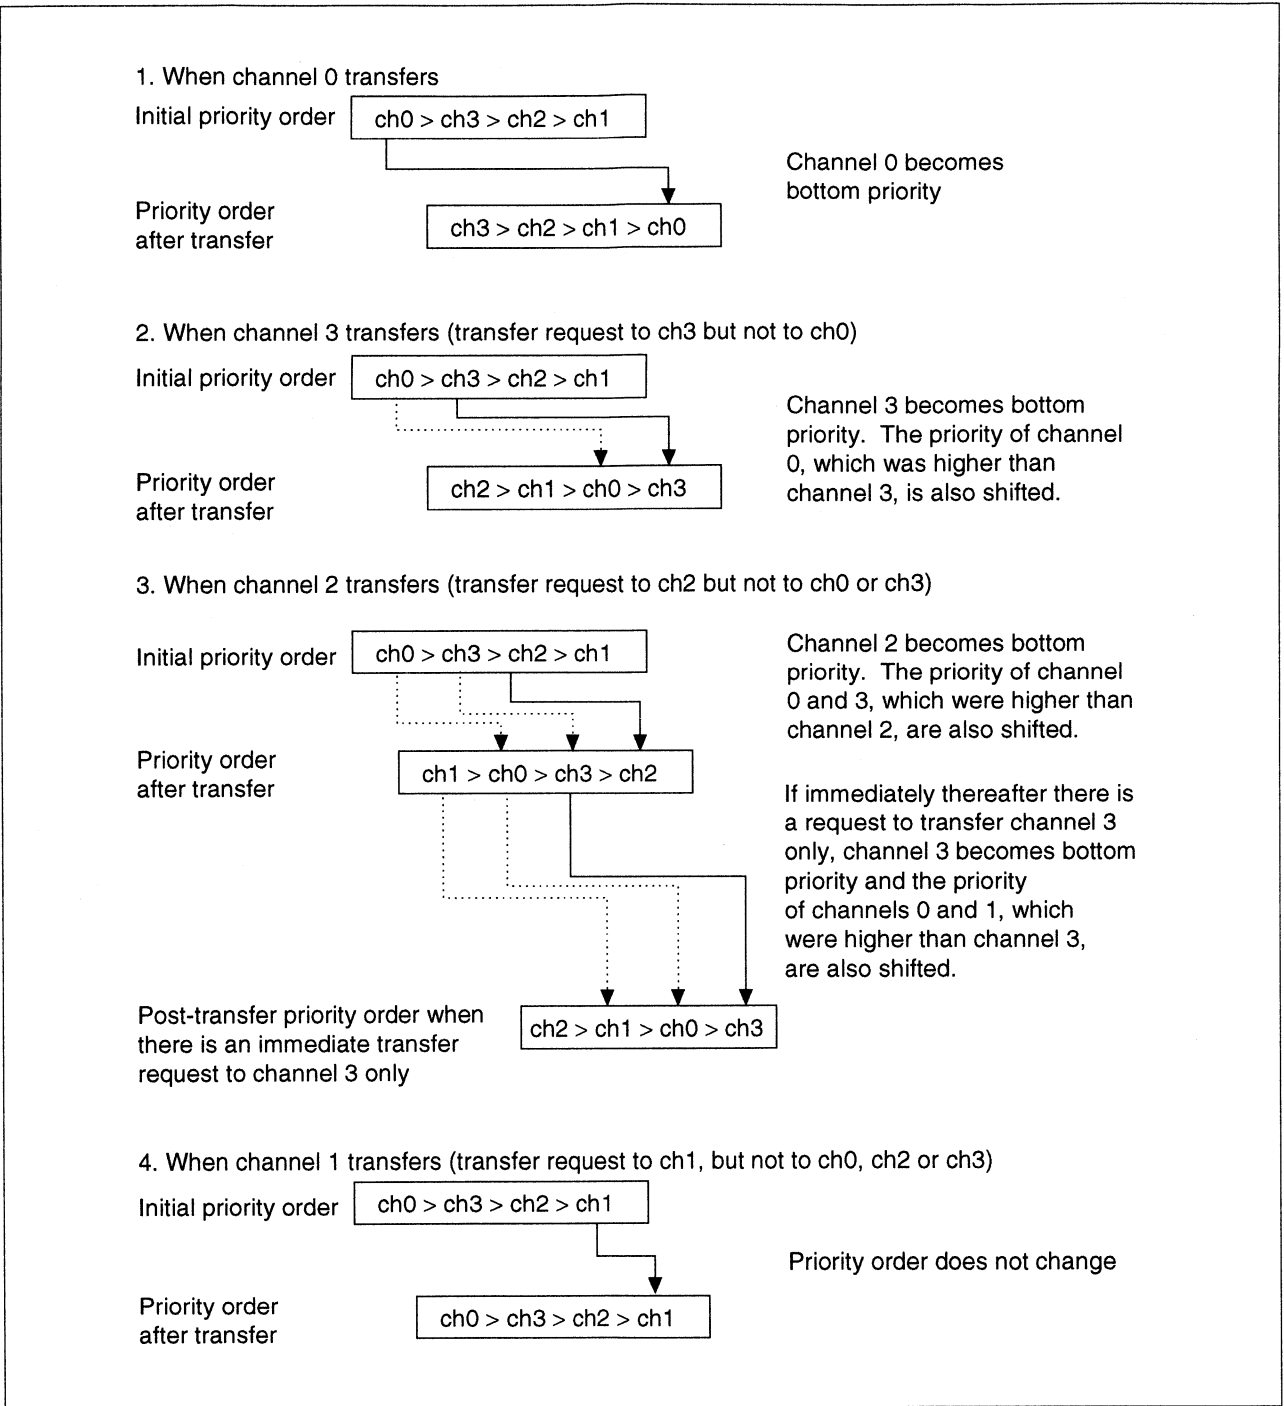 1. When channel 0 transfers
Initial priority order
ch0 > ch3 > ch2 > ch1
Channel 0 becomes
bottom priority
Priority order
after transfer
ch3 > ch2 > ch1 > ch0
2. When channel 3 transfers (transfer request to ch3 but not to ch0)
Initial priority order
ch0 > ch3 > ch2 > ch1
Channel 3 becomes bottom
priority. The priority of channel
0, which was higher than
channel 3, is also shifted.
Priority order
after transfer
ch2 > ch1 > ch0 > ch3
3. When channel 2 transfers (transfer request to ch2 but not to ch0 or ch3)
Initial priority order
ch0 > ch3 > ch2 > ch1
Channel 2 becomes bottom
priority. The priority of channel
0 and 3, which were higher than
channel 2, are also shifted.
Priority order
after transfer
ch1 > ch0 > ch3 > ch2
If immediately thereafter there is
a request to transfer channel 3
only, channel 3 becomes bottom
priority and the priority
of channels 0 and 1, which
were higher than channel 3,
are also shifted.
Post-transfer priority order when
there is an immediate transfer
request to channel 3 only
ch2 > ch1 > ch0 > ch3
4. When channel 1 transfers (transfer request to ch1, but not to ch0, ch2 or ch3)
Initial priority order
ch0 > ch3 > ch2 > ch1
Priority order does not change
Priority order
after transfer
ch0 > ch3 > ch2 > ch1